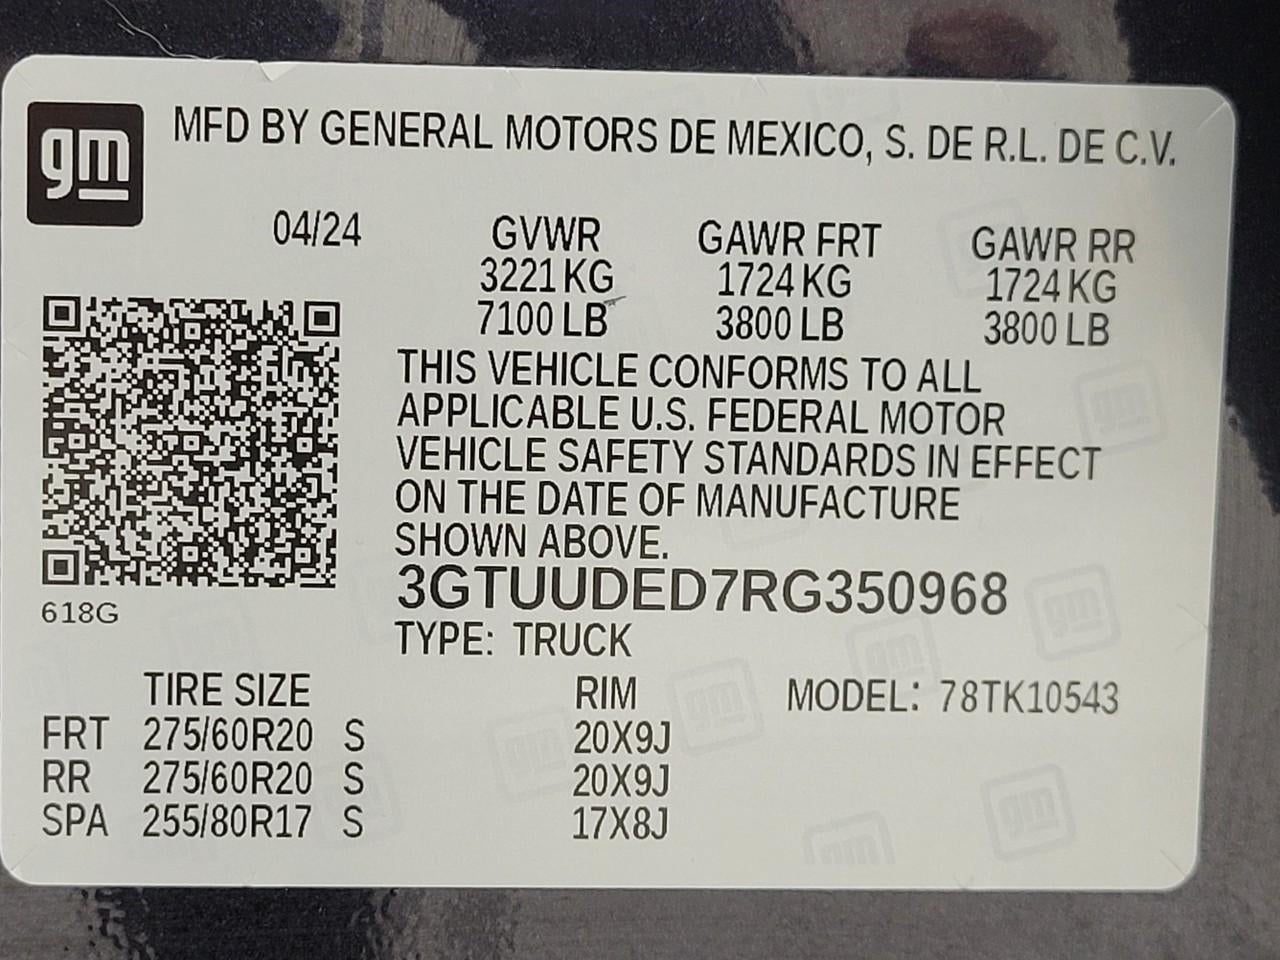 gm
MFD BY GENERAL MOTORS DE MEXICO, S. DE R.L. DE C.V.
04/24 GVWR GAWR FRT GAWR RR
3221 KG 1724 KG 1724 KG
7100 LB 3800 LB 3800 LB
THIS VEHICLE CONFORMS TO ALL
APPLICABLE U.S. FEDERAL MOTOR
VEHICLE SAFETY STANDARDS IN EFFECT
ON THE DATE OF MANUFACTURE
SHOWN ABOVE.
3GTUUDED7RG350968
618G
TYPE: TRUCK
TIRE SIZE RIM MODEL: 78TK10543
FRT 275/60R20 S 20X9J
RR 275/60R20 S 20X9J
SPA 255/80R17 S 17X8J